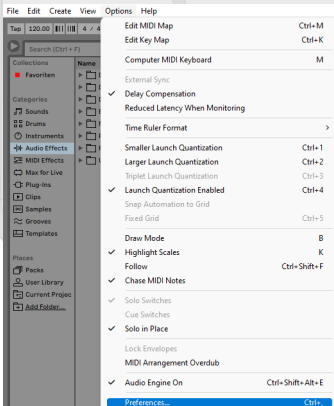 File Edit Create View Options Help
Tap 120.00 4 / 4
Search (Ctrl + F)
Collections
Favoriten
Categories
Sounds
Drums
Instruments
Audio Effects
MIDI Effects
Max for Live
Plug-Ins
Clips
Samples
Grooves
Templates
Places
Packs
User Library
Current Projec
Add Folder...
Name
Edit MIDI Map Ctrl+M
Edit Key Map Ctrl+K
Computer MIDI Keyboard M
External Sync
Delay Compensation
Reduced Latency When Monitoring
Time Ruler Format
Smaller Launch Quantization Ctrl+1
Larger Launch Quantization Ctrl+2
Triplet Launch Quantization Ctrl+3
Launch Quantization Enabled Ctrl+4
Snap Automation to Grid
Fixed Grid Ctrl+5
Draw Mode B
Highlight Scales K
Follow Ctrl+Shift+F
Chase MIDI Notes
Solo Switches
Cue Switches
Solo in Place
Lock Envelopes
MIDI Arrangement Overdub
Audio Engine On Ctrl+Shift+Alt+E
Preferences... Ctrl+,